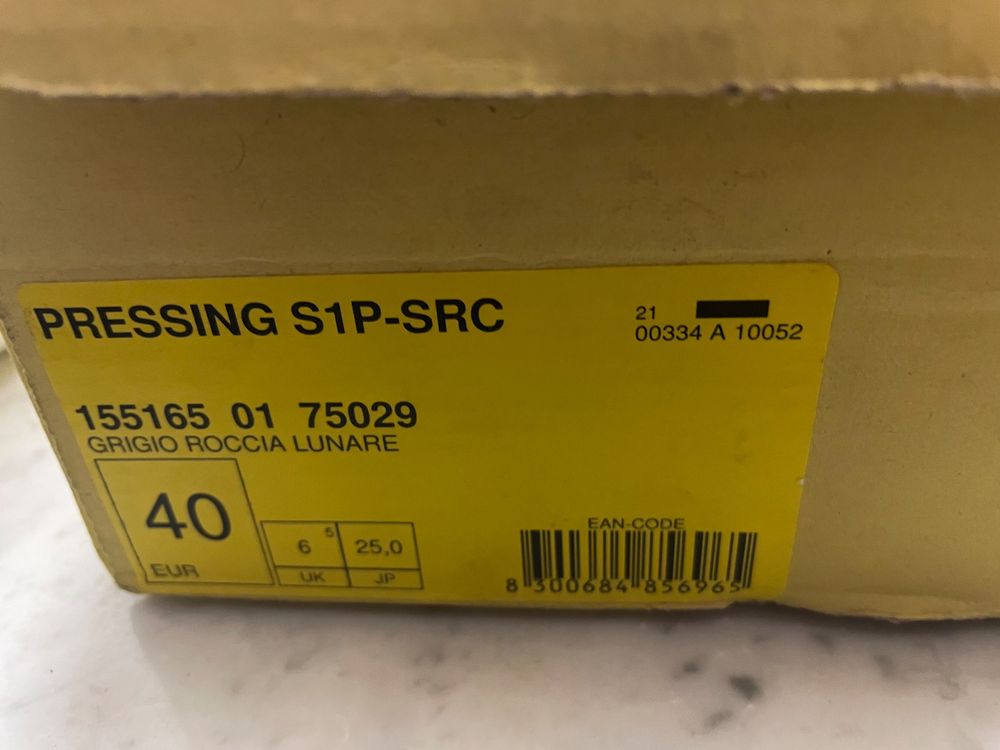 PRESSING S1P-SRC
21
00334 A 10052
155165 01 75029
GRIGIO ROCCIA LUNARE
40
EUR
6 5
UK
25,0
JP
EAN-CODE
8 300684 856965